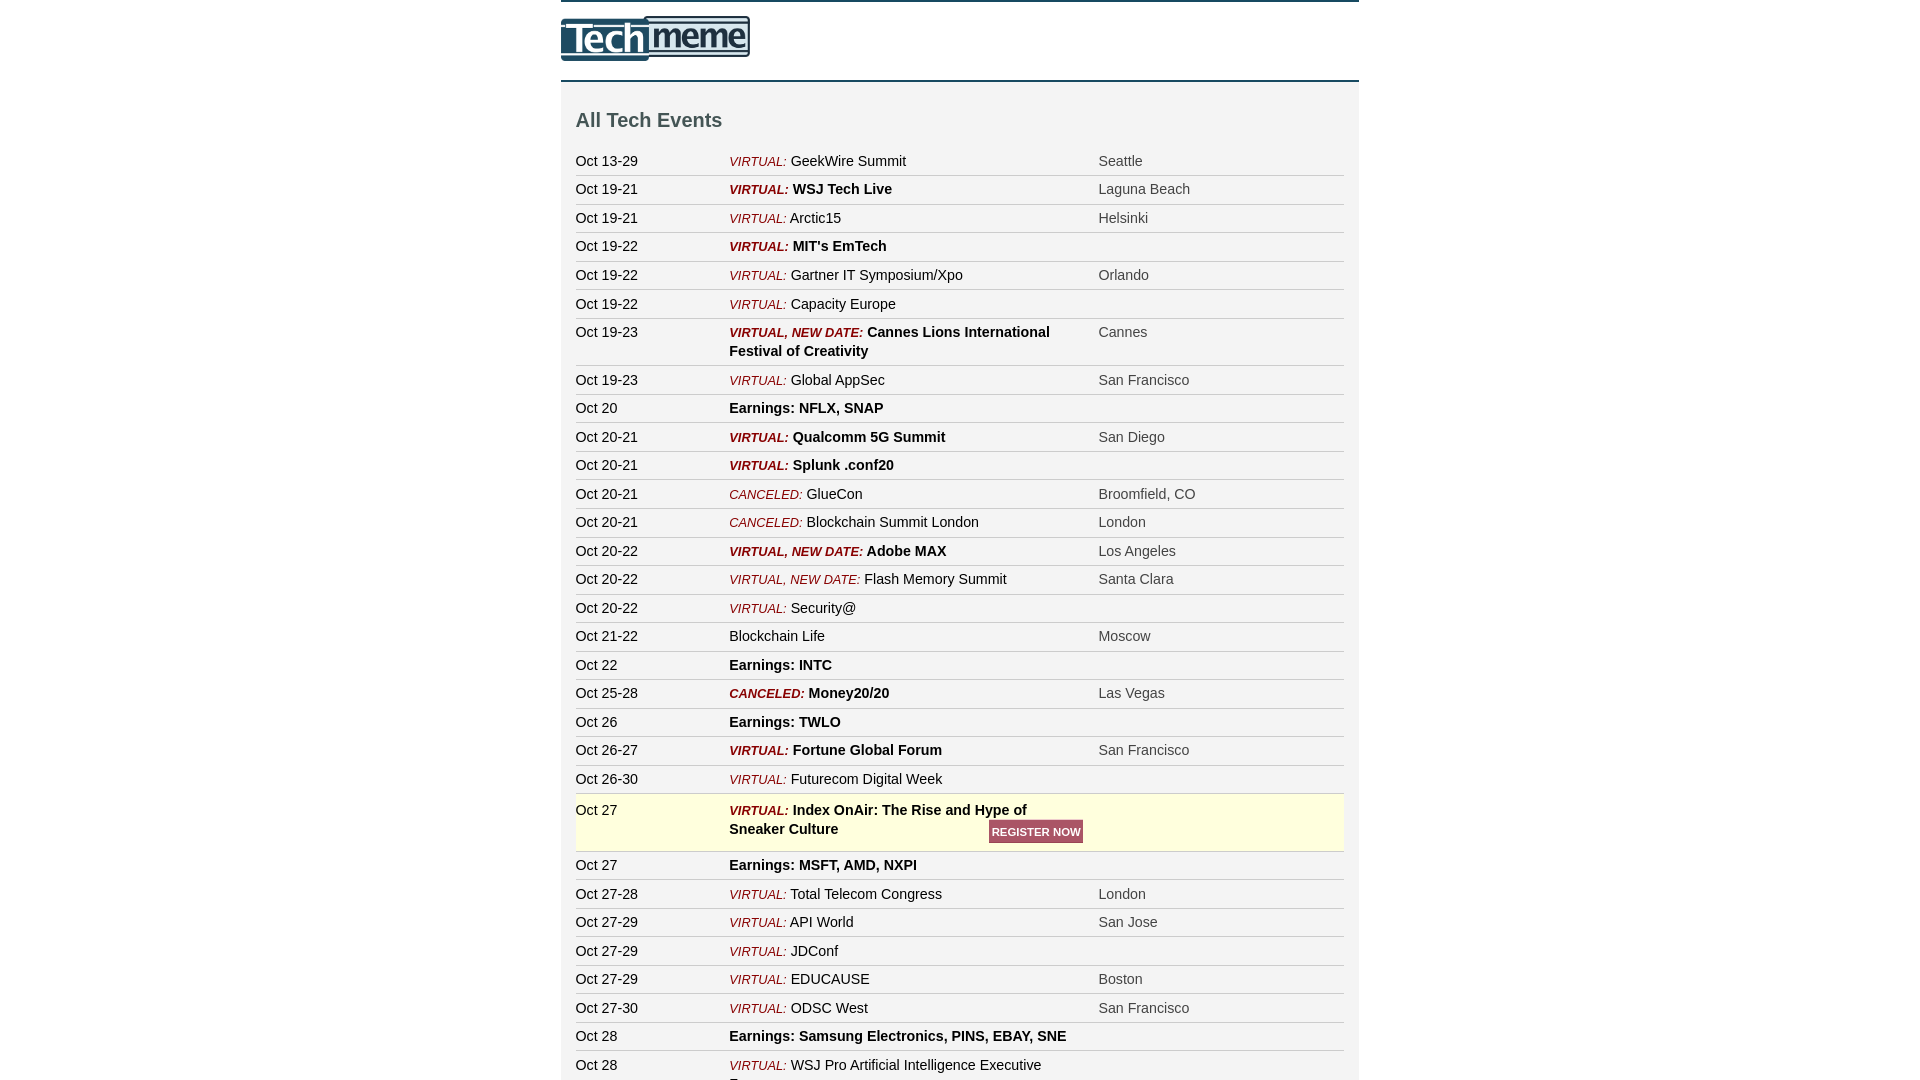 Techmeme
All Tech Events
Oct 13-29 VIRTUAL: GeekWire Summit Seattle
Oct 19-21 VIRTUAL: WSJ Tech Live Laguna Beach
Oct 19-21 VIRTUAL: Arctic15 Helsinki
Oct 19-22 VIRTUAL: MIT's EmTech
Oct 19-22 VIRTUAL: Gartner IT Symposium/Xpo Orlando
Oct 19-22 VIRTUAL: Capacity Europe
Oct 19-23 VIRTUAL, NEW DATE: Cannes Lions International Cannes
Festival of Creativity
Oct 19-23 VIRTUAL: Global AppSec San Francisco
Oct 20 Earnings: NFLX, SNAP
Oct 20-21 VIRTUAL: Qualcomm 5G Summit San Diego
Oct 20-21 VIRTUAL: Splunk .conf20
Oct 20-21 CANCELED: GlueCon Broomfield, CO
Oct 20-21 CANCELED: Blockchain Summit London London
Oct 20-22 VIRTUAL, NEW DATE: Adobe MAX Los Angeles
Oct 20-22 VIRTUAL, NEW DATE: Flash Memory Summit Santa Clara
Oct 20-22 VIRTUAL: Security@
Oct 21-22 Blockchain Life Moscow
Oct 22 Earnings: INTC
Oct 25-28 CANCELED: Money20/20 Las Vegas
Oct 26 Earnings: TWLO
Oct 26-27 VIRTUAL: Fortune Global Forum San Francisco
Oct 26-30 VIRTUAL: Futurecom Digital Week
Oct 27 VIRTUAL: Index OnAir: The Rise and Hype of
Sneaker Culture REGISTER NOW
Oct 27 Earnings: MSFT, AMD, NXPI
Oct 27-28 VIRTUAL: Total Telecom Congress London
Oct 27-29 VIRTUAL: API World San Jose
Oct 27-29 VIRTUAL: JDConf
Oct 27-29 VIRTUAL: EDUCAUSE Boston
Oct 27-30 VIRTUAL: ODSC West San Francisco
Oct 28 Earnings: Samsung Electronics, PINS, EBAY, SNE
Oct 28 VIRTUAL: WSJ Pro Artificial Intelligence Executive